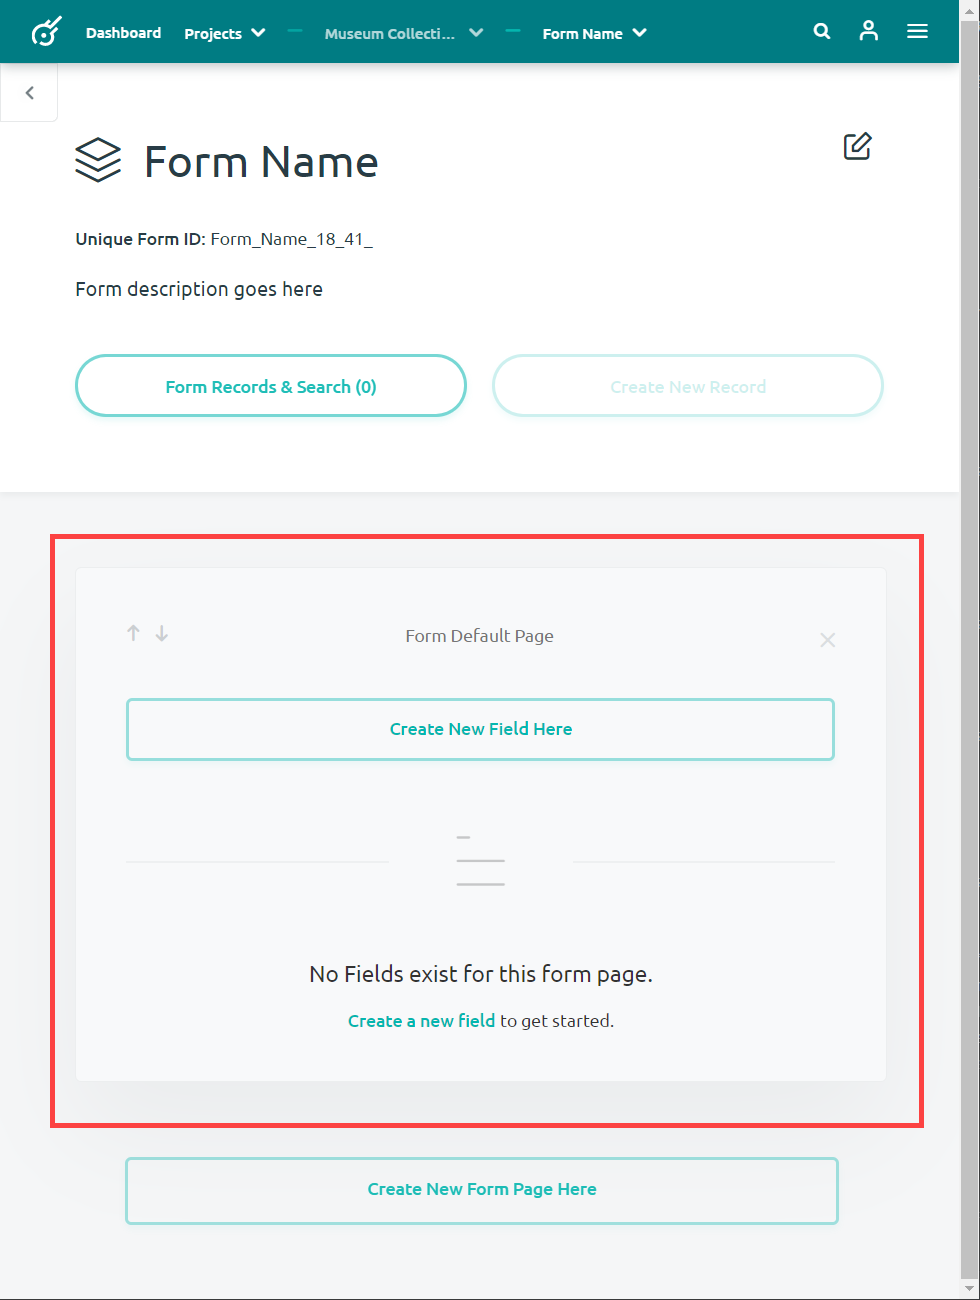 Dashboard Projects Museum Collecti... Form Name
Form Name
Unique Form ID: Form_Name_18_41_
Form description goes here
Form Records & Search (0) Create New Record
Form Default Page
Create New Field Here
No Fields exist for this form page.
Create a new field to get started.
Create New Form Page Here